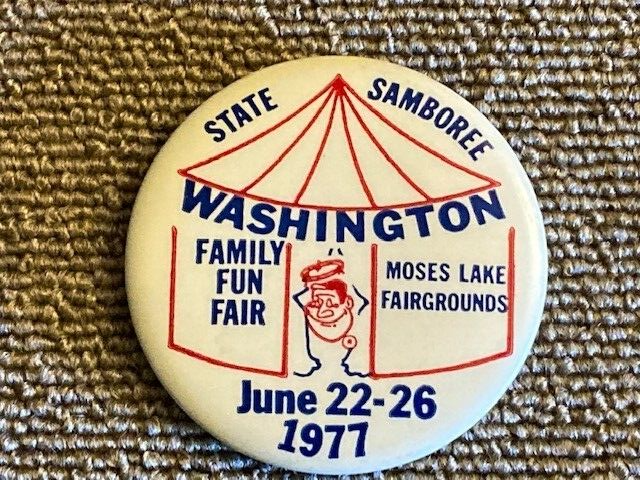 STATE SAMBOREE
WASHINGTON
FAMILY
FUN
FAIR
MOSES LAKE
FAIRGROUNDS
June 22-26
1977